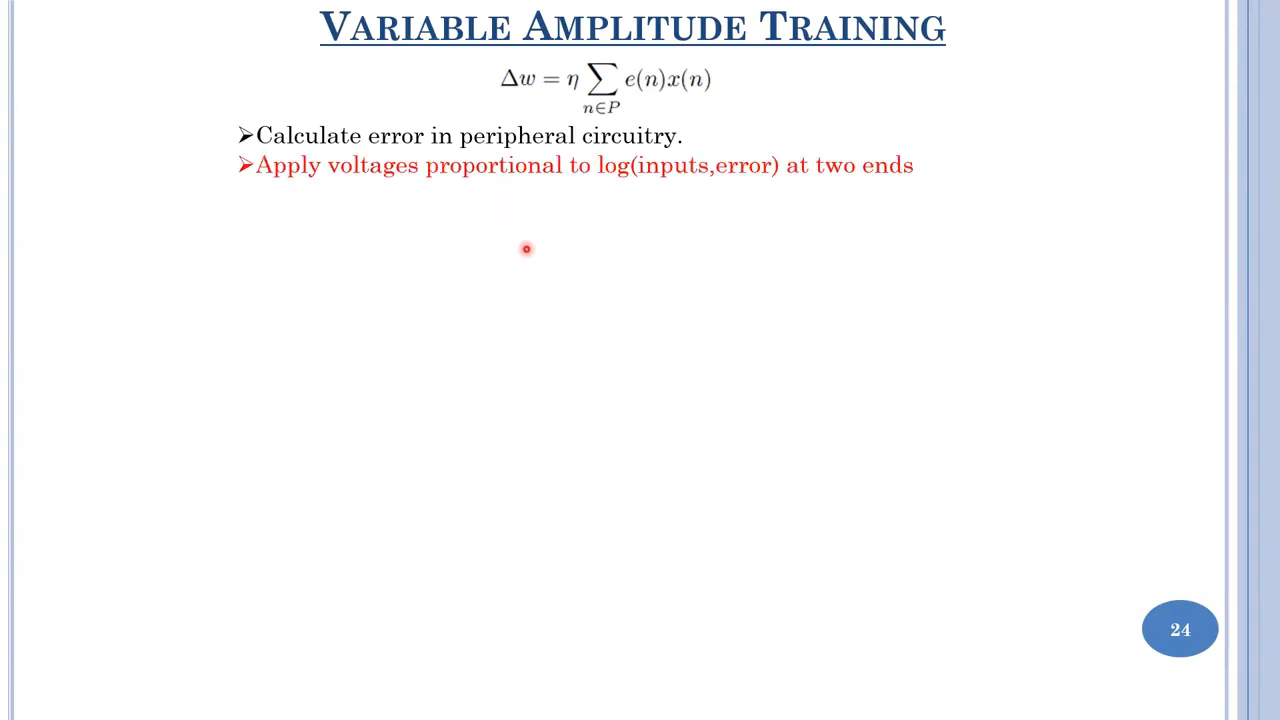 VARIABLE AMPLITUDE TRAINING
Δw = η ∑ e(n)x(n)
n∈P
➢Calculate error in peripheral circuitry.
➢Apply voltages proportional to log(inputs,error) at two ends
24